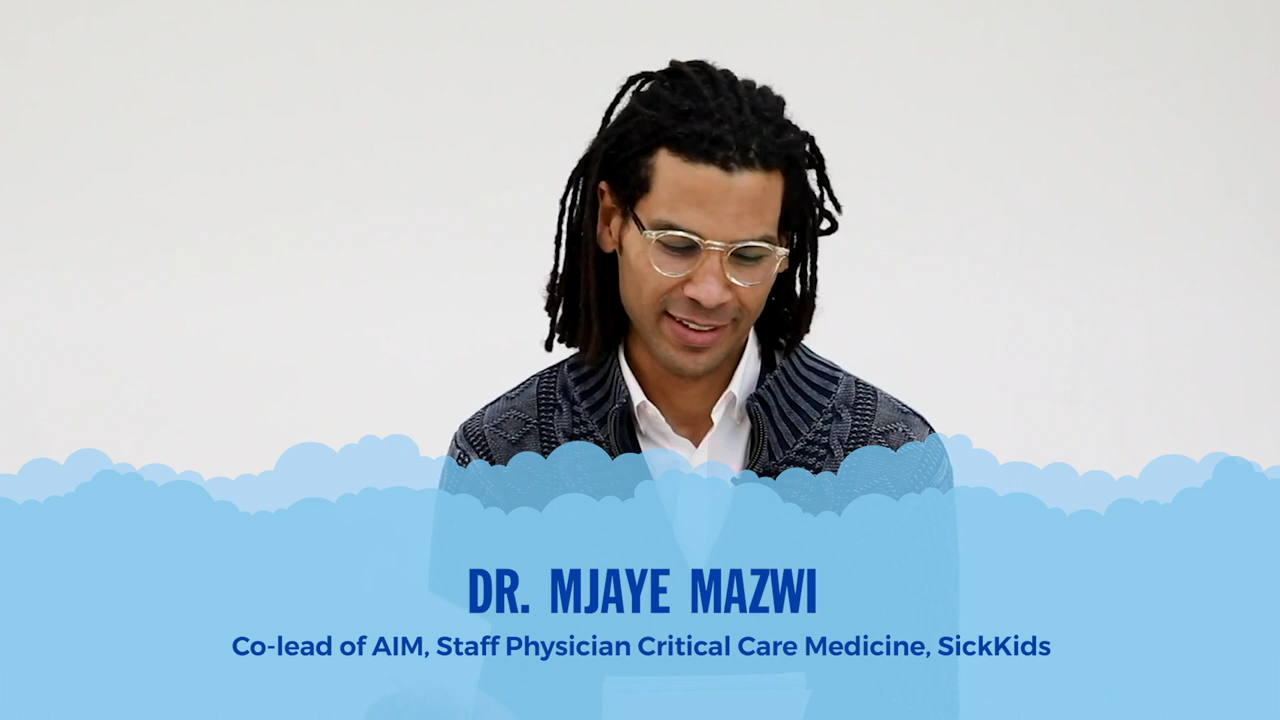 DR. MJAYE MAZWI
Co-lead of AIM, Staff Physician Critical Care Medicine, SickKids